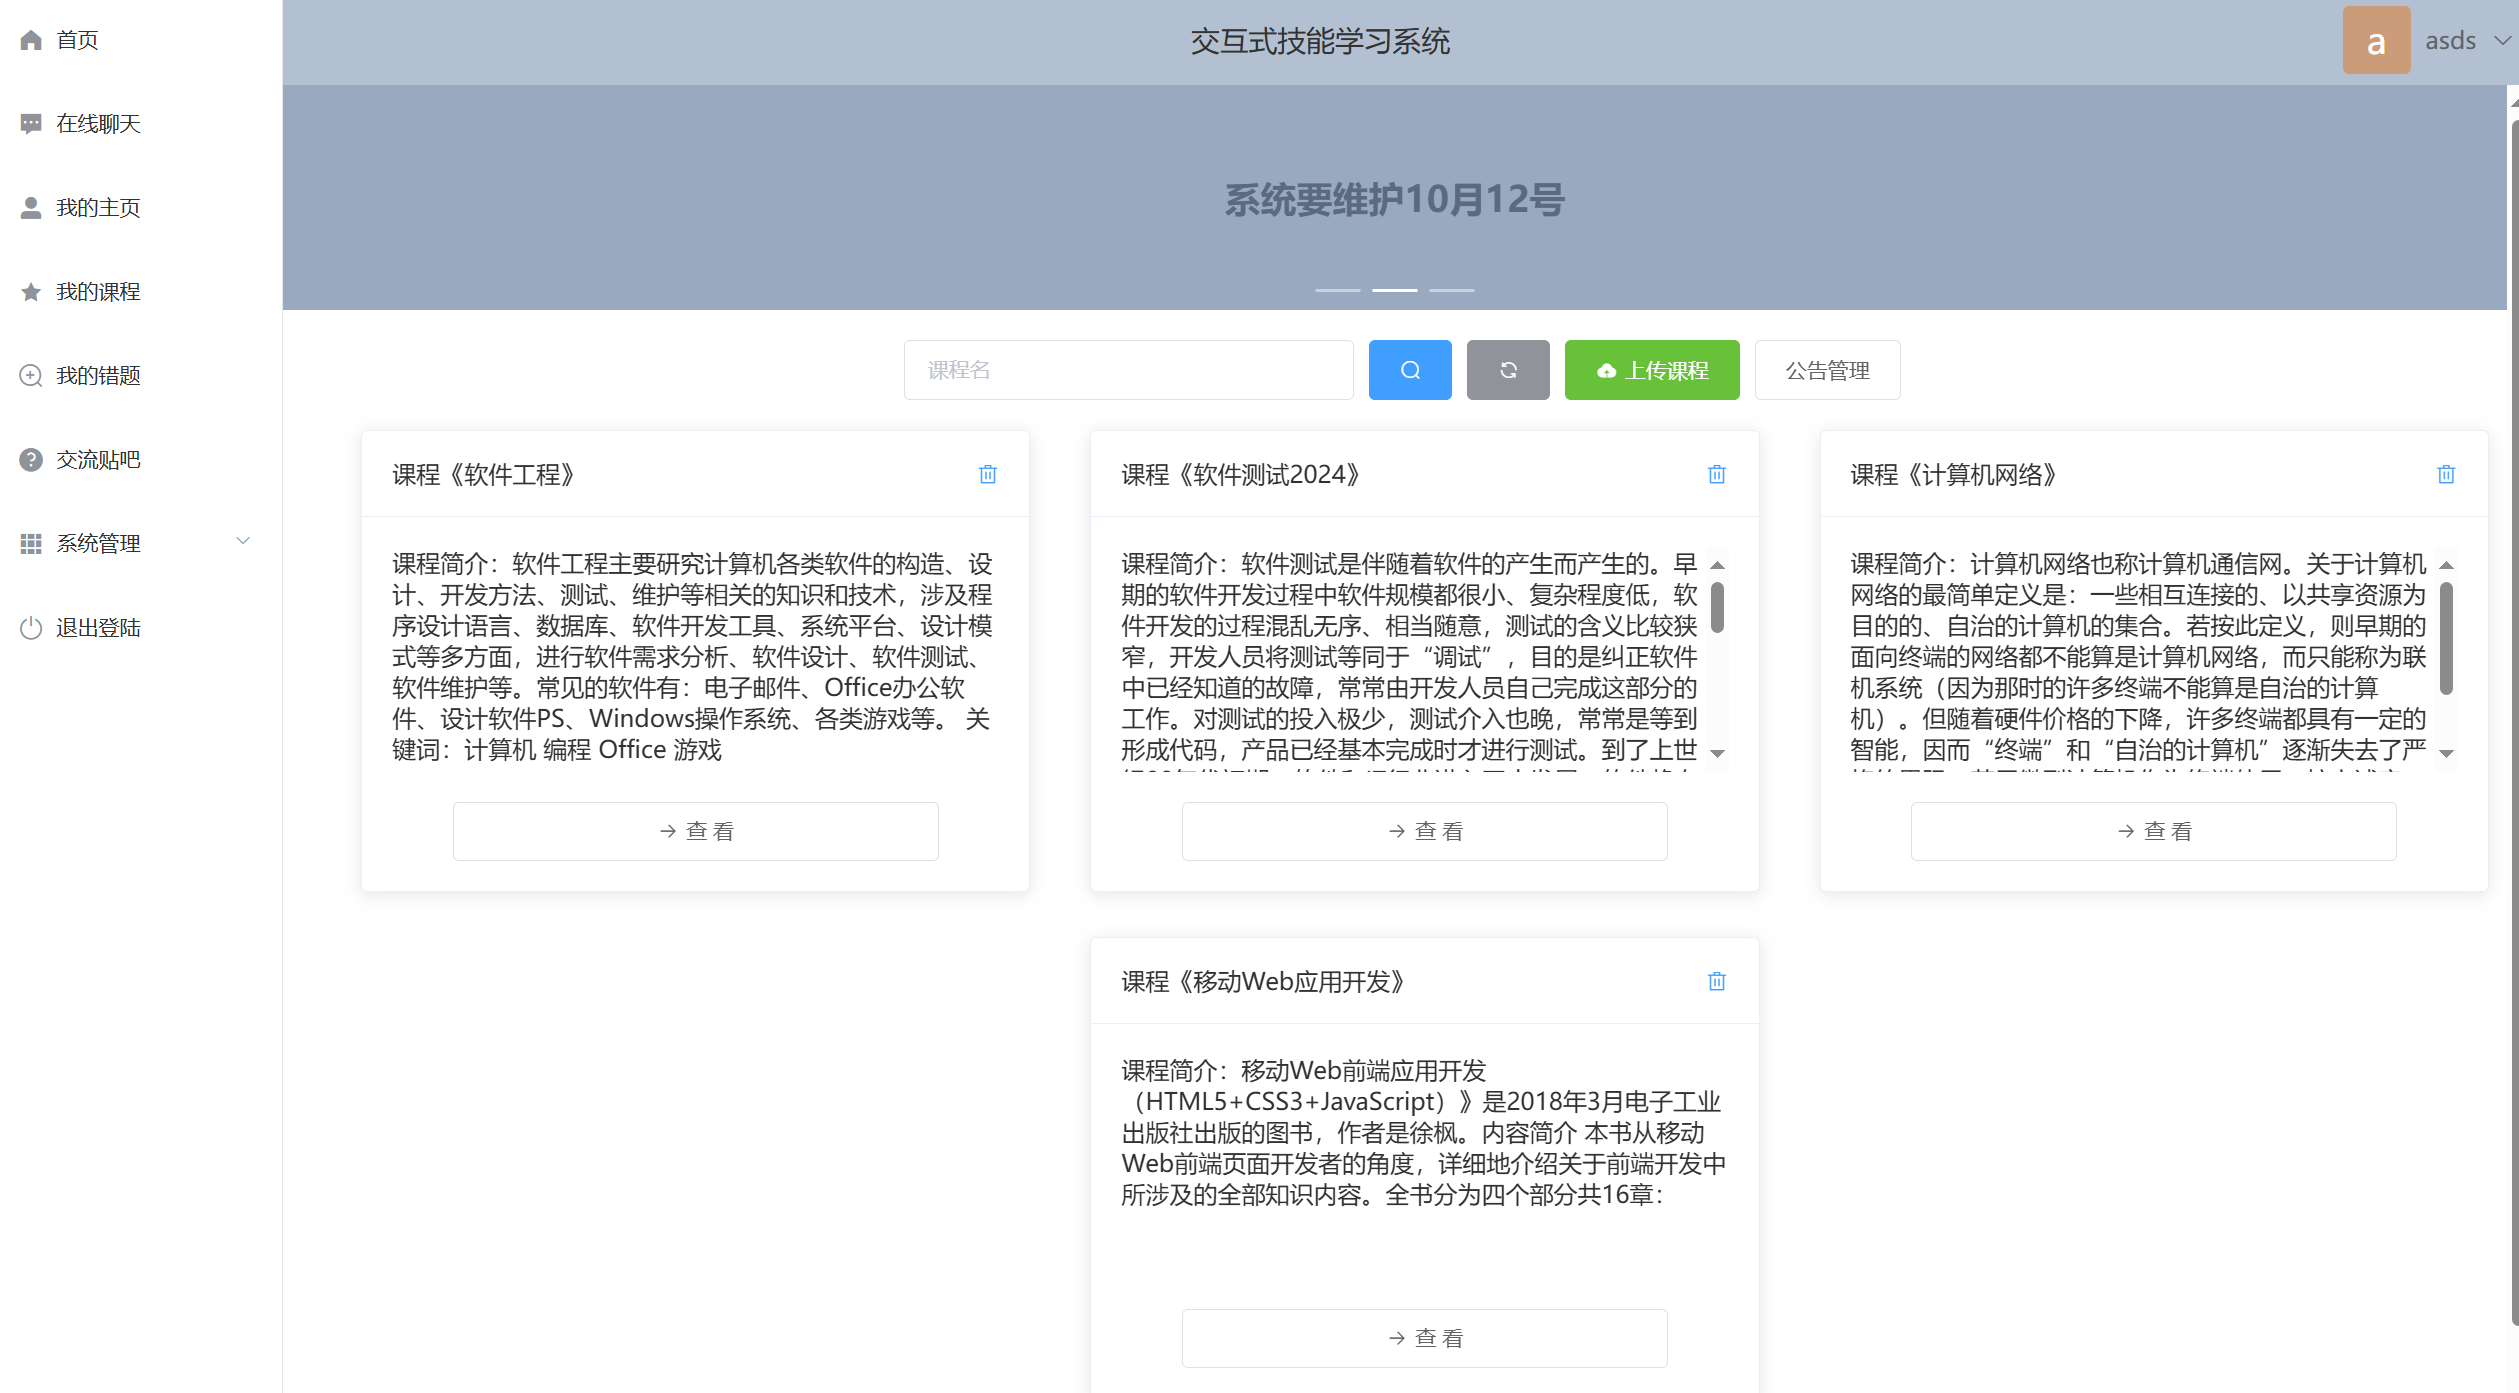 首页
在线聊天
我的主页
我的课程
我的错题
交流贴吧
系统管理
退出登陆
交互式技能学习系统
a
asds
系统要维护10月12号
课程名
上传课程
公告管理
课程《软件工程》
课程简介：软件工程主要研究计算机各类软件的构造、设
计、开发方法、测试、维护等相关的知识和技术，涉及程
序设计语言、数据库、软件开发工具、系统平台、设计模
式等多方面，进行软件需求分析、软件设计、软件测试、
软件维护等。常见的软件有：电子邮件、Office办公软
件、设计软件PS、Windows操作系统、各类游戏等。 关
键词：计算机 编程 Office 游戏
查 看
课程《软件测试2024》
课程简介：软件测试是伴随着软件的产生而产生的。早
期的软件开发过程中软件规模都很小、复杂程度低，软
件开发的过程混乱无序、相当随意，测试的含义比较狭
窄，开发人员将测试等同于“调试”，目的是纠正软件
中已经知道的故障，常常由开发人员自己完成这部分的
工作。对测试的投入极少，测试介入也晚，常常是等到
形成代码，产品已经基本完成时才进行测试。到了上世
查 看
课程《计算机网络》
课程简介：计算机网络也称计算机通信网。关于计算机
网络的最简单定义是：一些相互连接的、以共享资源为
目的的、自治的计算机的集合。若按此定义，则早期的
面向终端的网络都不能算是计算机网络，而只能称为联
机系统（因为那时的许多终端不能算是自治的计算
机）。但随着硬件价格的下降，许多终端都具有一定的
智能，因而“终端”和“自治的计算机”逐渐失去了严
查 看
课程《移动Web应用开发》
课程简介：移动Web前端应用开发
（HTML5+CSS3+JavaScript）》是2018年3月电子工业
出版社出版的图书，作者是徐枫。内容简介 本书从移动
Web前端页面开发者的角度，详细地介绍关于前端开发中
所涉及的全部知识内容。全书分为四个部分共16章：
查 看